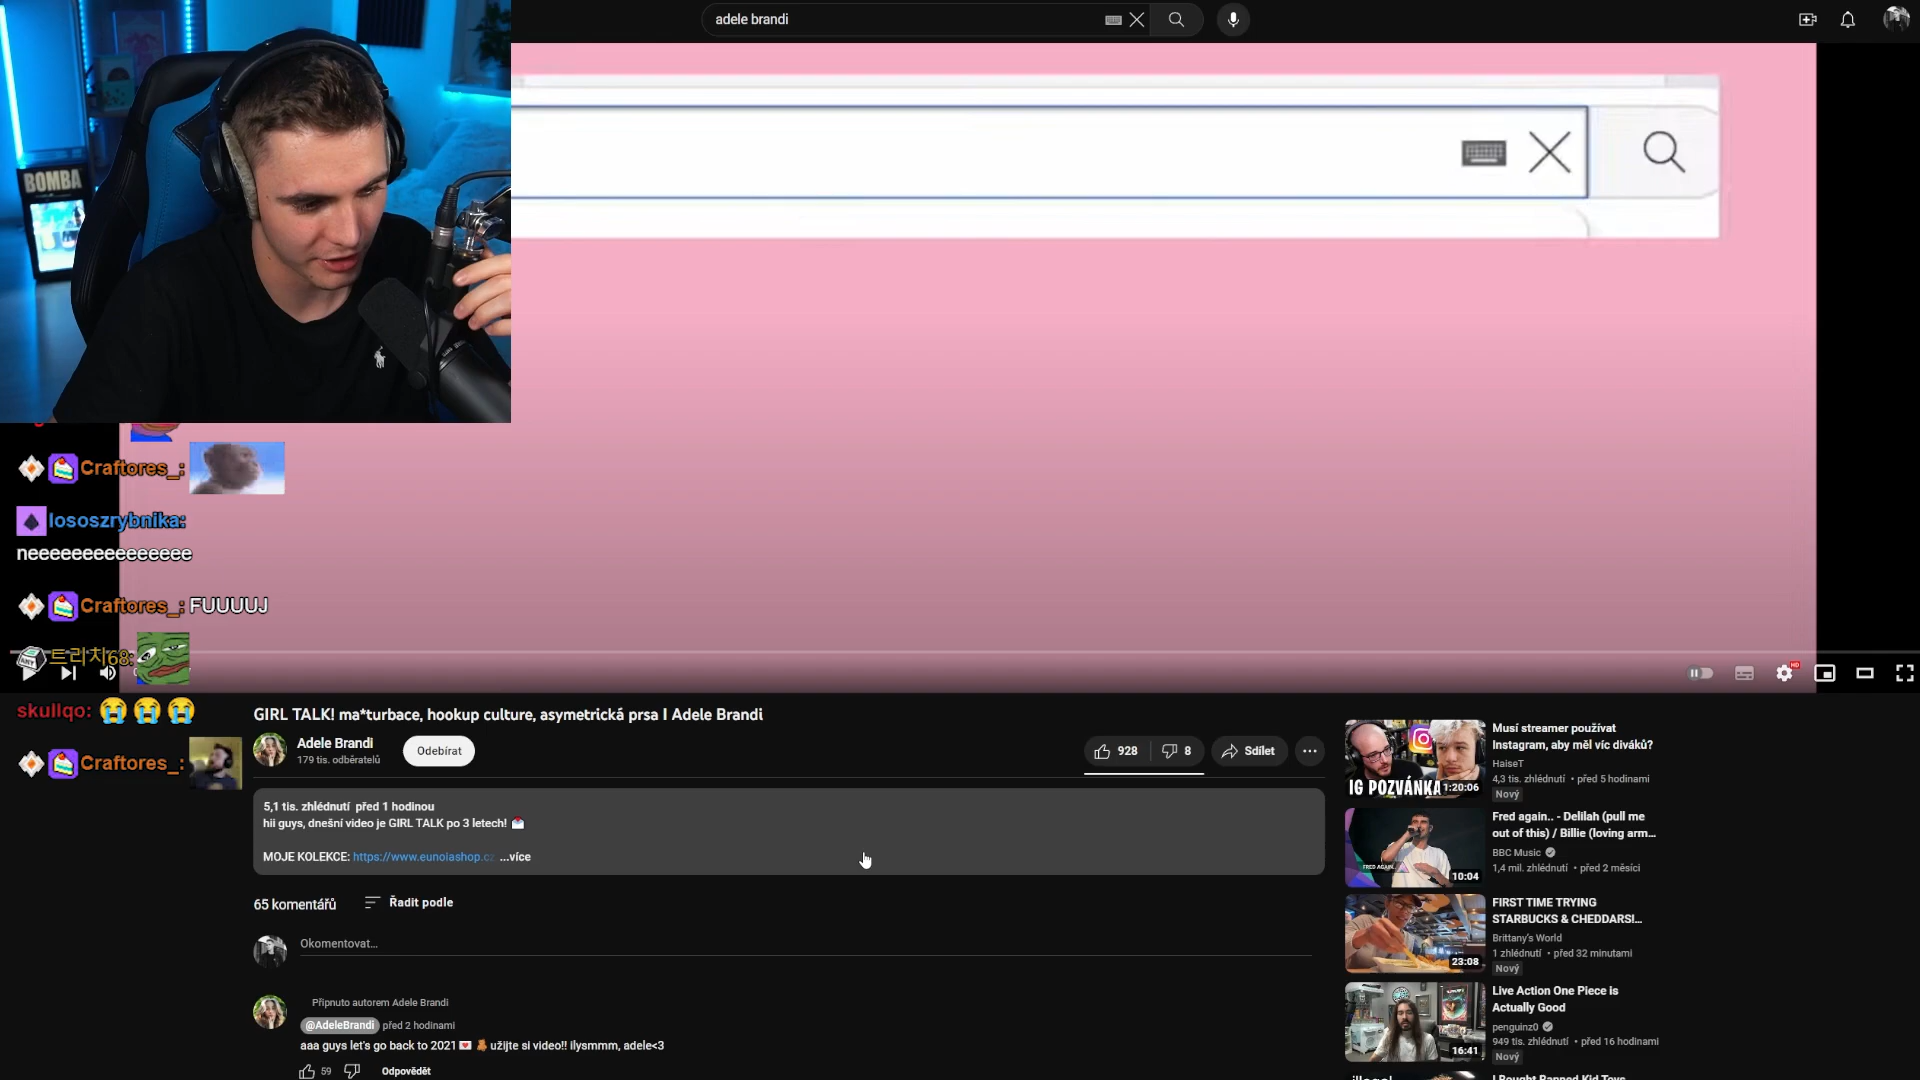 adele brandi
BOMBA
Craftores_:
lososzrybnika:
neeeeeeeeeeeeeee
Craftores_: FUUUUJ
트리치68:
skullqo: 😭😭😭
Craftores_:
HD
GIRL TALK! ma*turbace, hookup culture, asymetrická prsa I Adele Brandi
Adele Brandi
179 tis. odběratelů
Odebírat
928
8
Sdílet
5,1 tis. zhlédnutí před 1 hodinou
hii guys, dnešní video je GIRL TALK po 3 letech! 💌
MOJE KOLEKCE: https://www.eunoiashop.cz ...více
65 komentářů
Řadit podle
Okomentovat...
Připnuto autorem Adele Brandi
@AdeleBrandi před 2 hodinami
aaa guys let's go back to 2021 💌 🧸 užijte si video!! ilysmmm, adele<3
59
Odpovědět
IG POZVÁNKA
1:20:06
Musí streamer používat
Instagram, aby měl víc diváků?
HaiseT
4,3 tis. zhlédnutí • před 5 hodinami
Nový
FRED AGAIN..
10:04
Fred again.. - Delilah (pull me
out of this) / Billie (loving arm...
BBC Music
1,4 mil. zhlédnutí • před 2 měsíci
23:08
FIRST TIME TRYING
STARBUCKS & CHEDDARS!...
Brittany's World
1 zhlédnutí • před 32 minutami
Nový
16:41
Live Action One Piece is
Actually Good
penguinz0
949 tis. zhlédnutí • před 16 hodinami
Nový
I Bought Banned Kid Toys